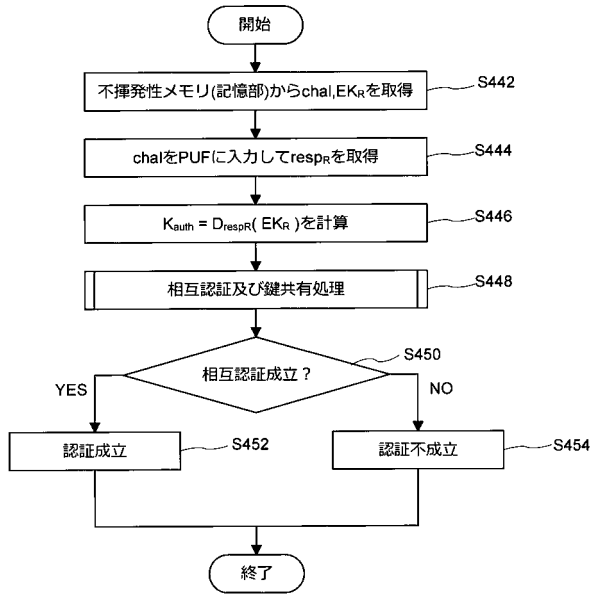 開始
不揮発性メモリ(記憶部)からchal,EKRを取得
S442
chalをPUFに入力してrespRを取得
S444
Kauth = DrespR( EKR )を計算
S446
相互認証及び鍵共有処理
S448
相互認証成立?
S450
YES
NO
認証成立
S452
認証不成立
S454
終了